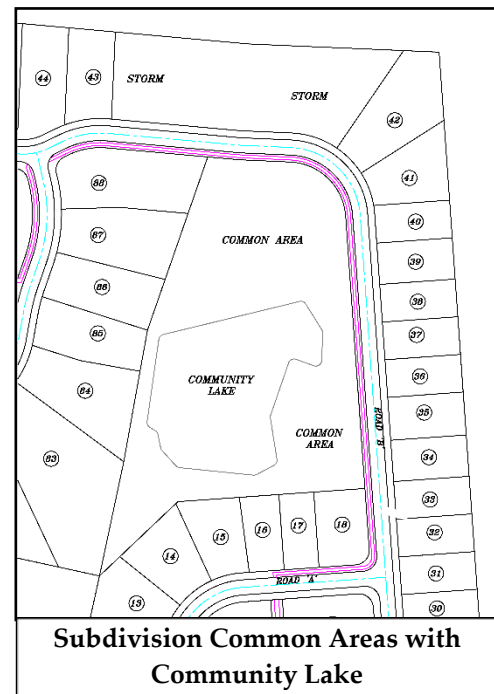 44
43
STORM
STORM
42
41
40
39
38
37
36
35
34
33
32
31
30
88
87
86
85
84
83
COMMON AREA
COMMUNITY
LAKE
COMMON
AREA
ROAD 'B'
18
17
16
15
14
13
ROAD 'A'
Subdivision Common Areas with
Community Lake